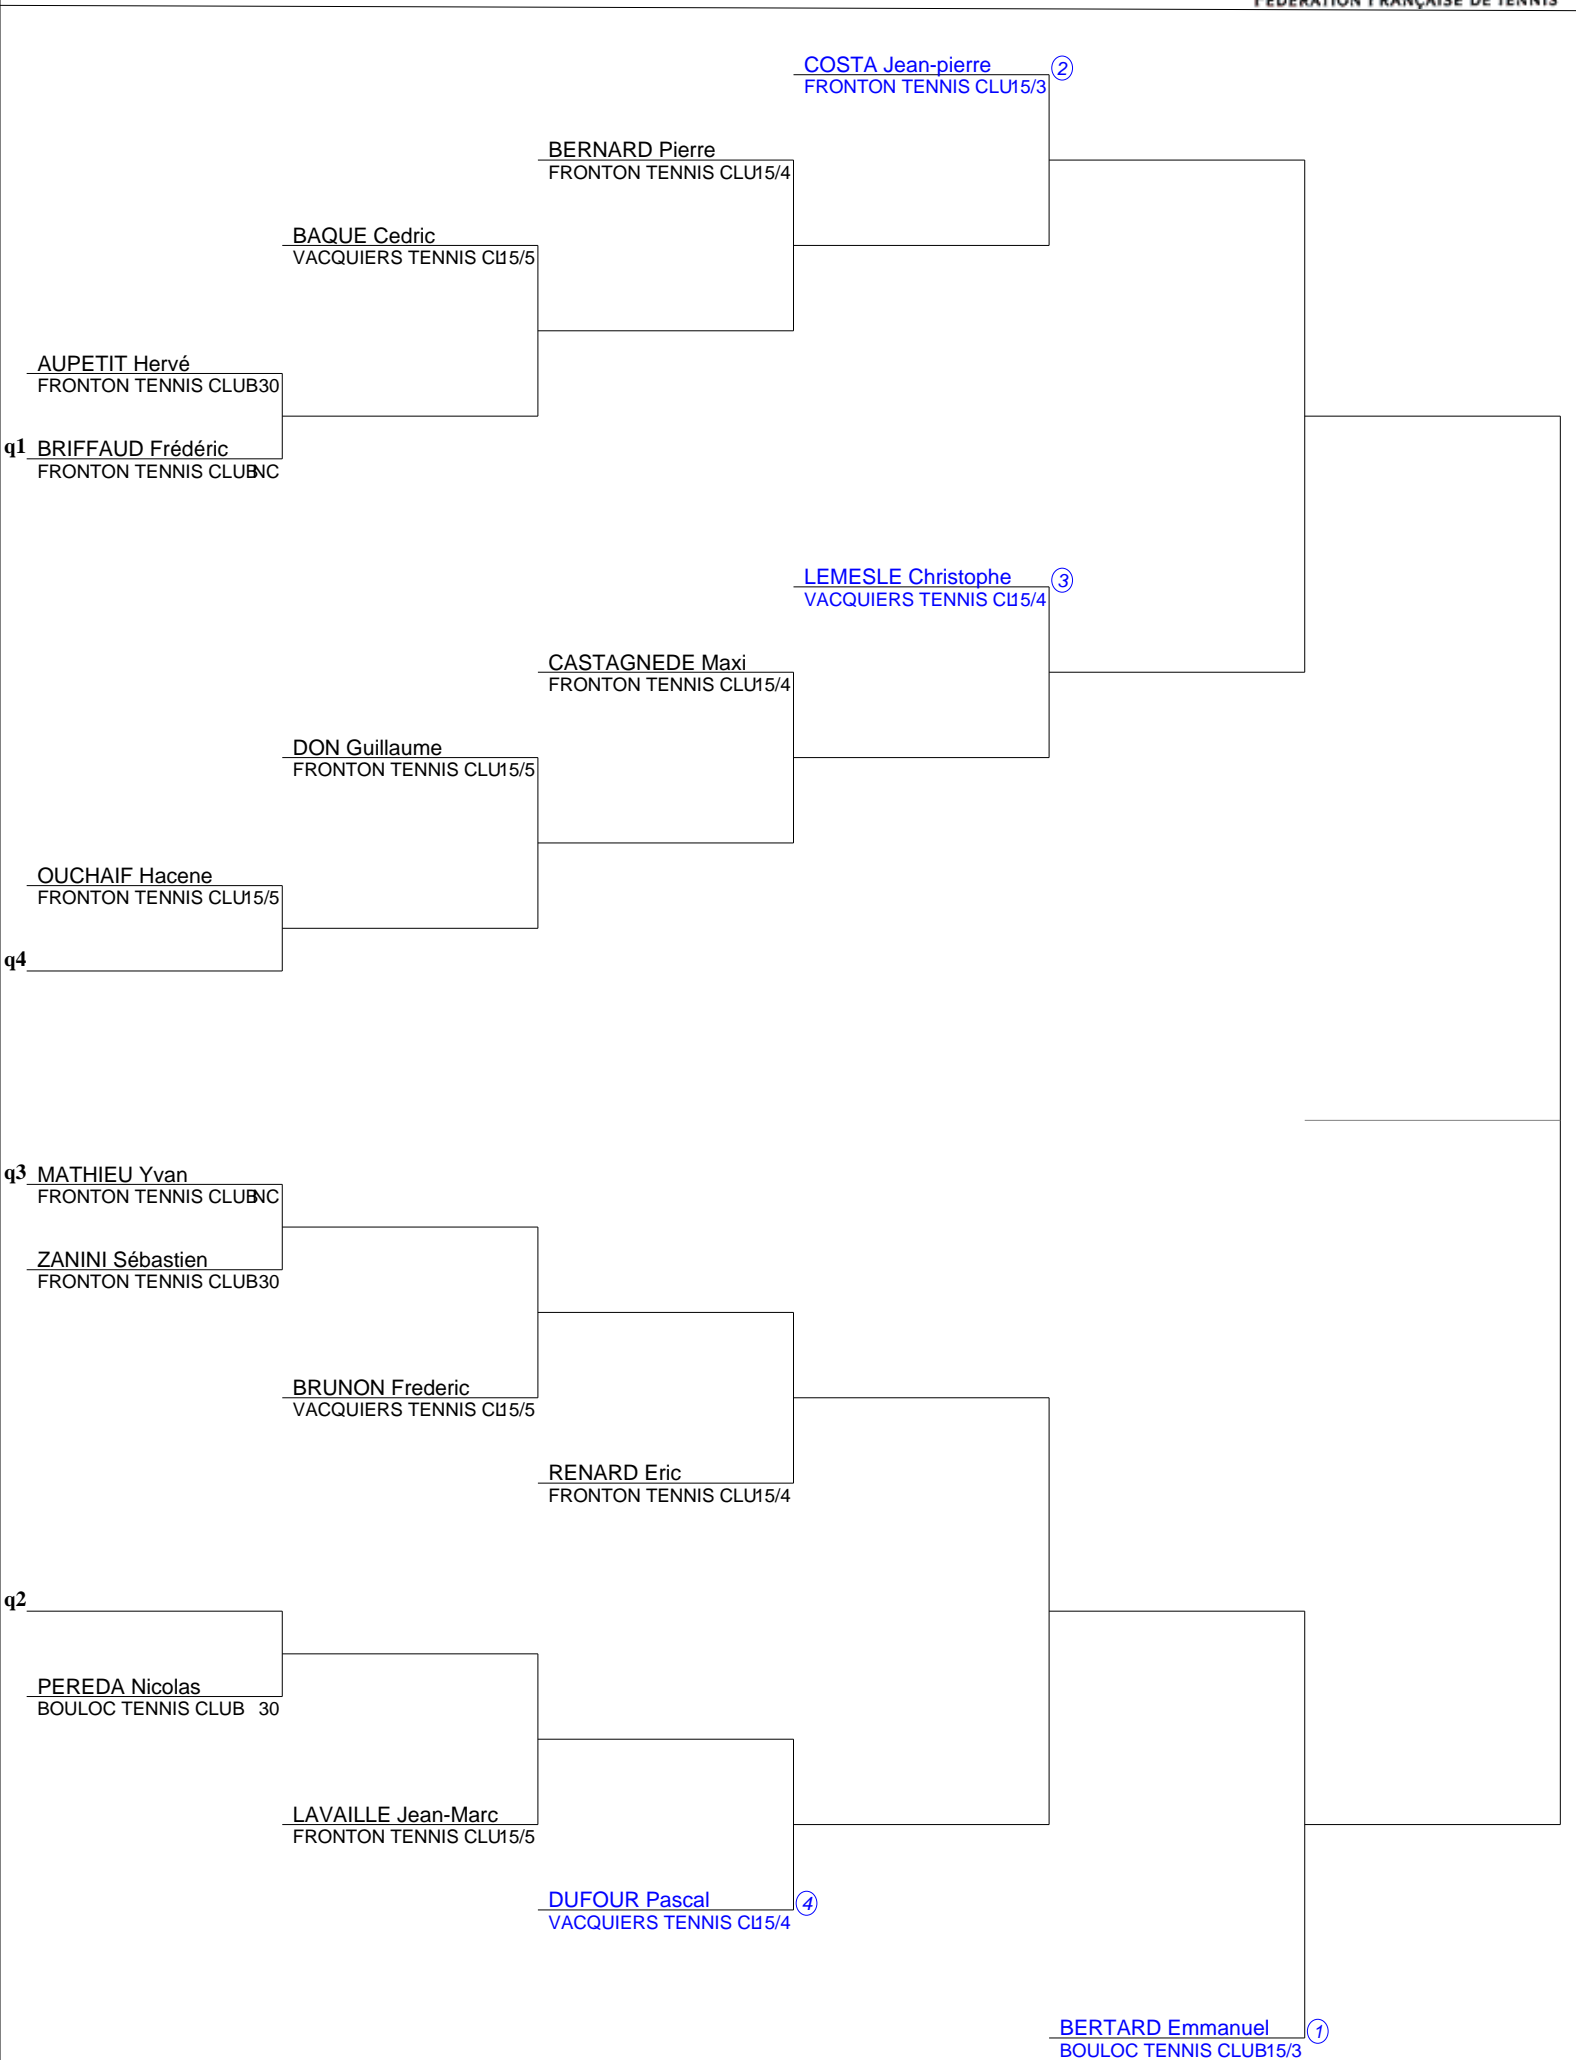 FÉDÉRATION FRANÇAISE DE TENNIS
COSTA Jean-pierre 2
FRONTON TENNIS CLU15/3
BERNARD Pierre
FRONTON TENNIS CLU15/4
BAQUE Cedric
VACQUIERS TENNIS CL15/5
AUPETIT Hervé
FRONTON TENNIS CLUB30
q1 BRIFFAUD Frédéric
FRONTON TENNIS CLUBNC
LEMESLE Christophe 3
VACQUIERS TENNIS CL15/4
CASTAGNEDE Maxi
FRONTON TENNIS CLU15/4
DON Guillaume
FRONTON TENNIS CLU15/5
OUCHAIF Hacene
FRONTON TENNIS CLU15/5
q4
q3 MATHIEU Yvan
FRONTON TENNIS CLUBNC
ZANINI Sébastien
FRONTON TENNIS CLUB30
BRUNON Frederic
VACQUIERS TENNIS CL15/5
RENARD Eric
FRONTON TENNIS CLU15/4
q2
PEREDA Nicolas
BOULOC TENNIS CLUB 30
LAVAILLE Jean-Marc
FRONTON TENNIS CLU15/5
DUFOUR Pascal 4
VACQUIERS TENNIS CL15/4
BERTARD Emmanuel 1
BOULOC TENNIS CLUB15/3